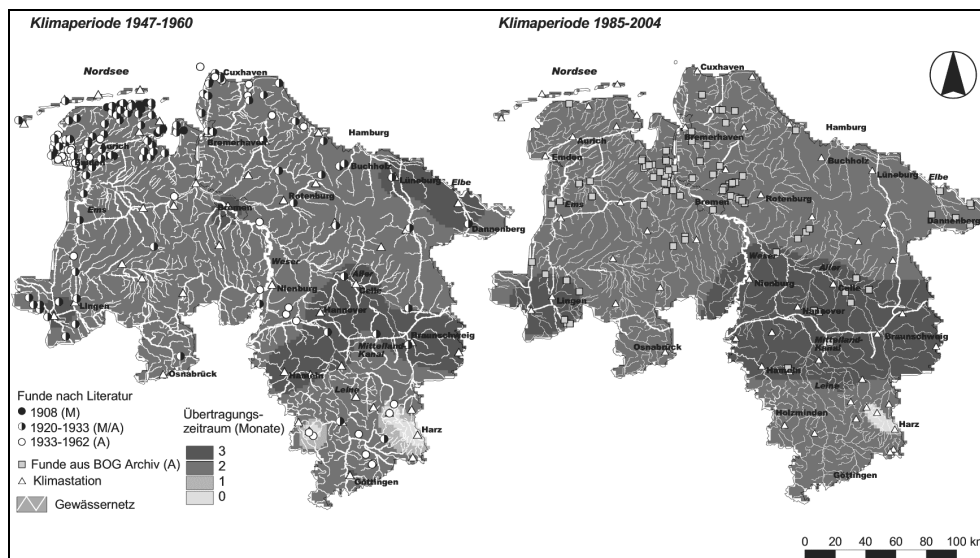 Klimaperiode 1947-1960
Nordsee
Cuxhaven
Hamburg
Aurich
Bremerhaven
Emden
Buchholz
Lüneburg
Elbe
Ems
Rotenburg
Bremen
Dannenberg
Weser
Aller
Nienburg
Celle
Lingen
Hannover
Braunschweig
Mittelland-
Kanal
Osnabrück
Hameln
Leine
Harz
Göttingen
Funde nach Literatur
1908 (M)
1920-1933 (M/A)
1933-1962 (A)
Funde aus BOG Archiv (A)
Klimastation
Gewässernetz
Übertragungs-
zeitraum (Monate)
3
2
1
0
Klimaperiode 1985-2004
Nordsee
Cuxhaven
Hamburg
Bremerhaven
Aurich
Emden
Buchholz
Lüneburg
Elbe
Ems
Bremen
Rotenburg
Dannenberg
Weser
Aller
Nienburg
Celle
Lingen
Hannover
Braunschweig
Mittelland-
Kanal
Osnabrück
Hameln
Leine
Holzminden
Harz
Göttingen
0 20 40 60 80 100 km